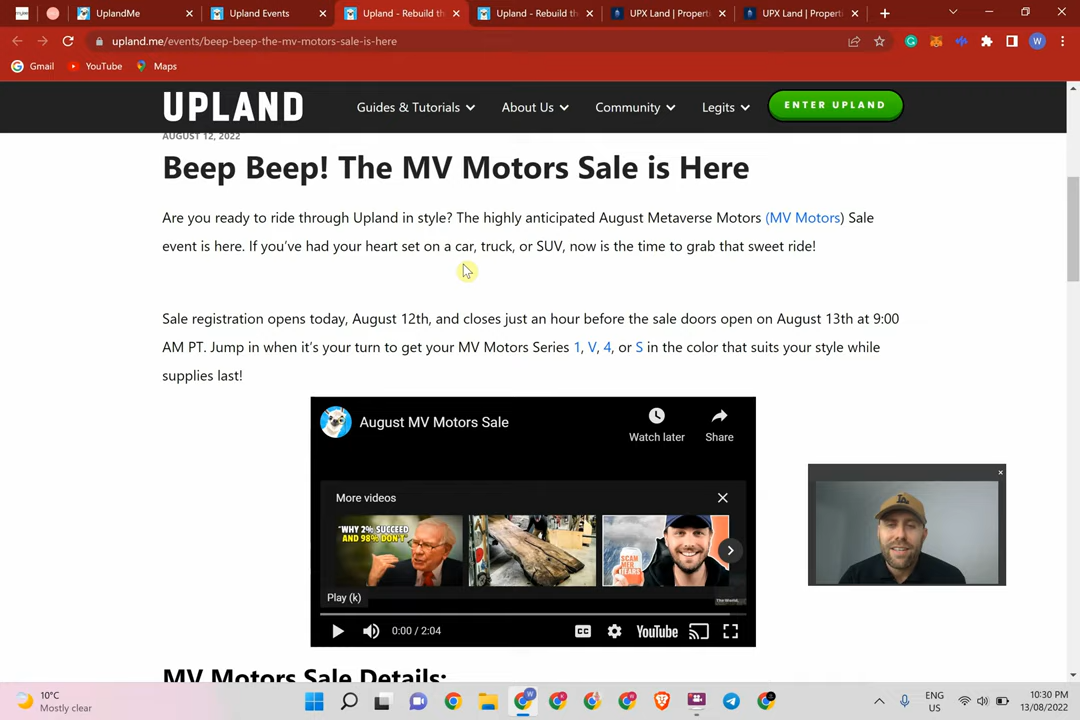 UplandMe
Upland Events
Upland - Rebuild th
Upland - Rebuild th
UPX Land | Properti
UPX Land | Properti
upland.me/events/beep-beep-the-mv-motors-sale-is-here
W
Gmail
YouTube
Maps
UPLAND
Guides & Tutorials
About Us
Community
Legits
ENTER UPLAND
AUGUST 12, 2022
Beep Beep! The MV Motors Sale is Here
Are you ready to ride through Upland in style? The highly anticipated August Metaverse Motors (MV Motors) Sale
event is here. If you've had your heart set on a car, truck, or SUV, now is the time to grab that sweet ride!
Sale registration opens today, August 12th, and closes just an hour before the sale doors open on August 13th at 9:00
AM PT. Jump in when it's your turn to get your MV Motors Series 1, V, 4, or S in the color that suits your style while
supplies last!
August MV Motors Sale
Watch later
Share
More videos
"WHY 2% SUCCEED
AND 98% DON'T"
SCAM
MER
TEARS
LA
Play (k)
0:00 / 2:04
CC
YouTube
MV Motors Sale Details:
10°C
Mostly clear
ENG
US
10:30 PM
13/08/2022